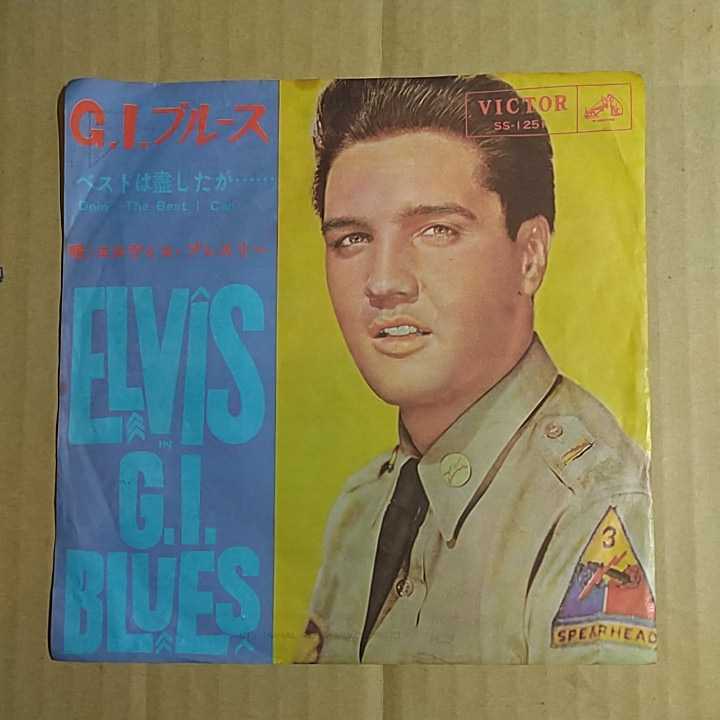 G.I.ブルース
ベストは盡したが……
Doin' The Best I Can
唄・エルヴィス・プレスリー
ELVIS
IN
G.I.
BLUES
VICTOR
SS-1251
3
SPEARHEAD